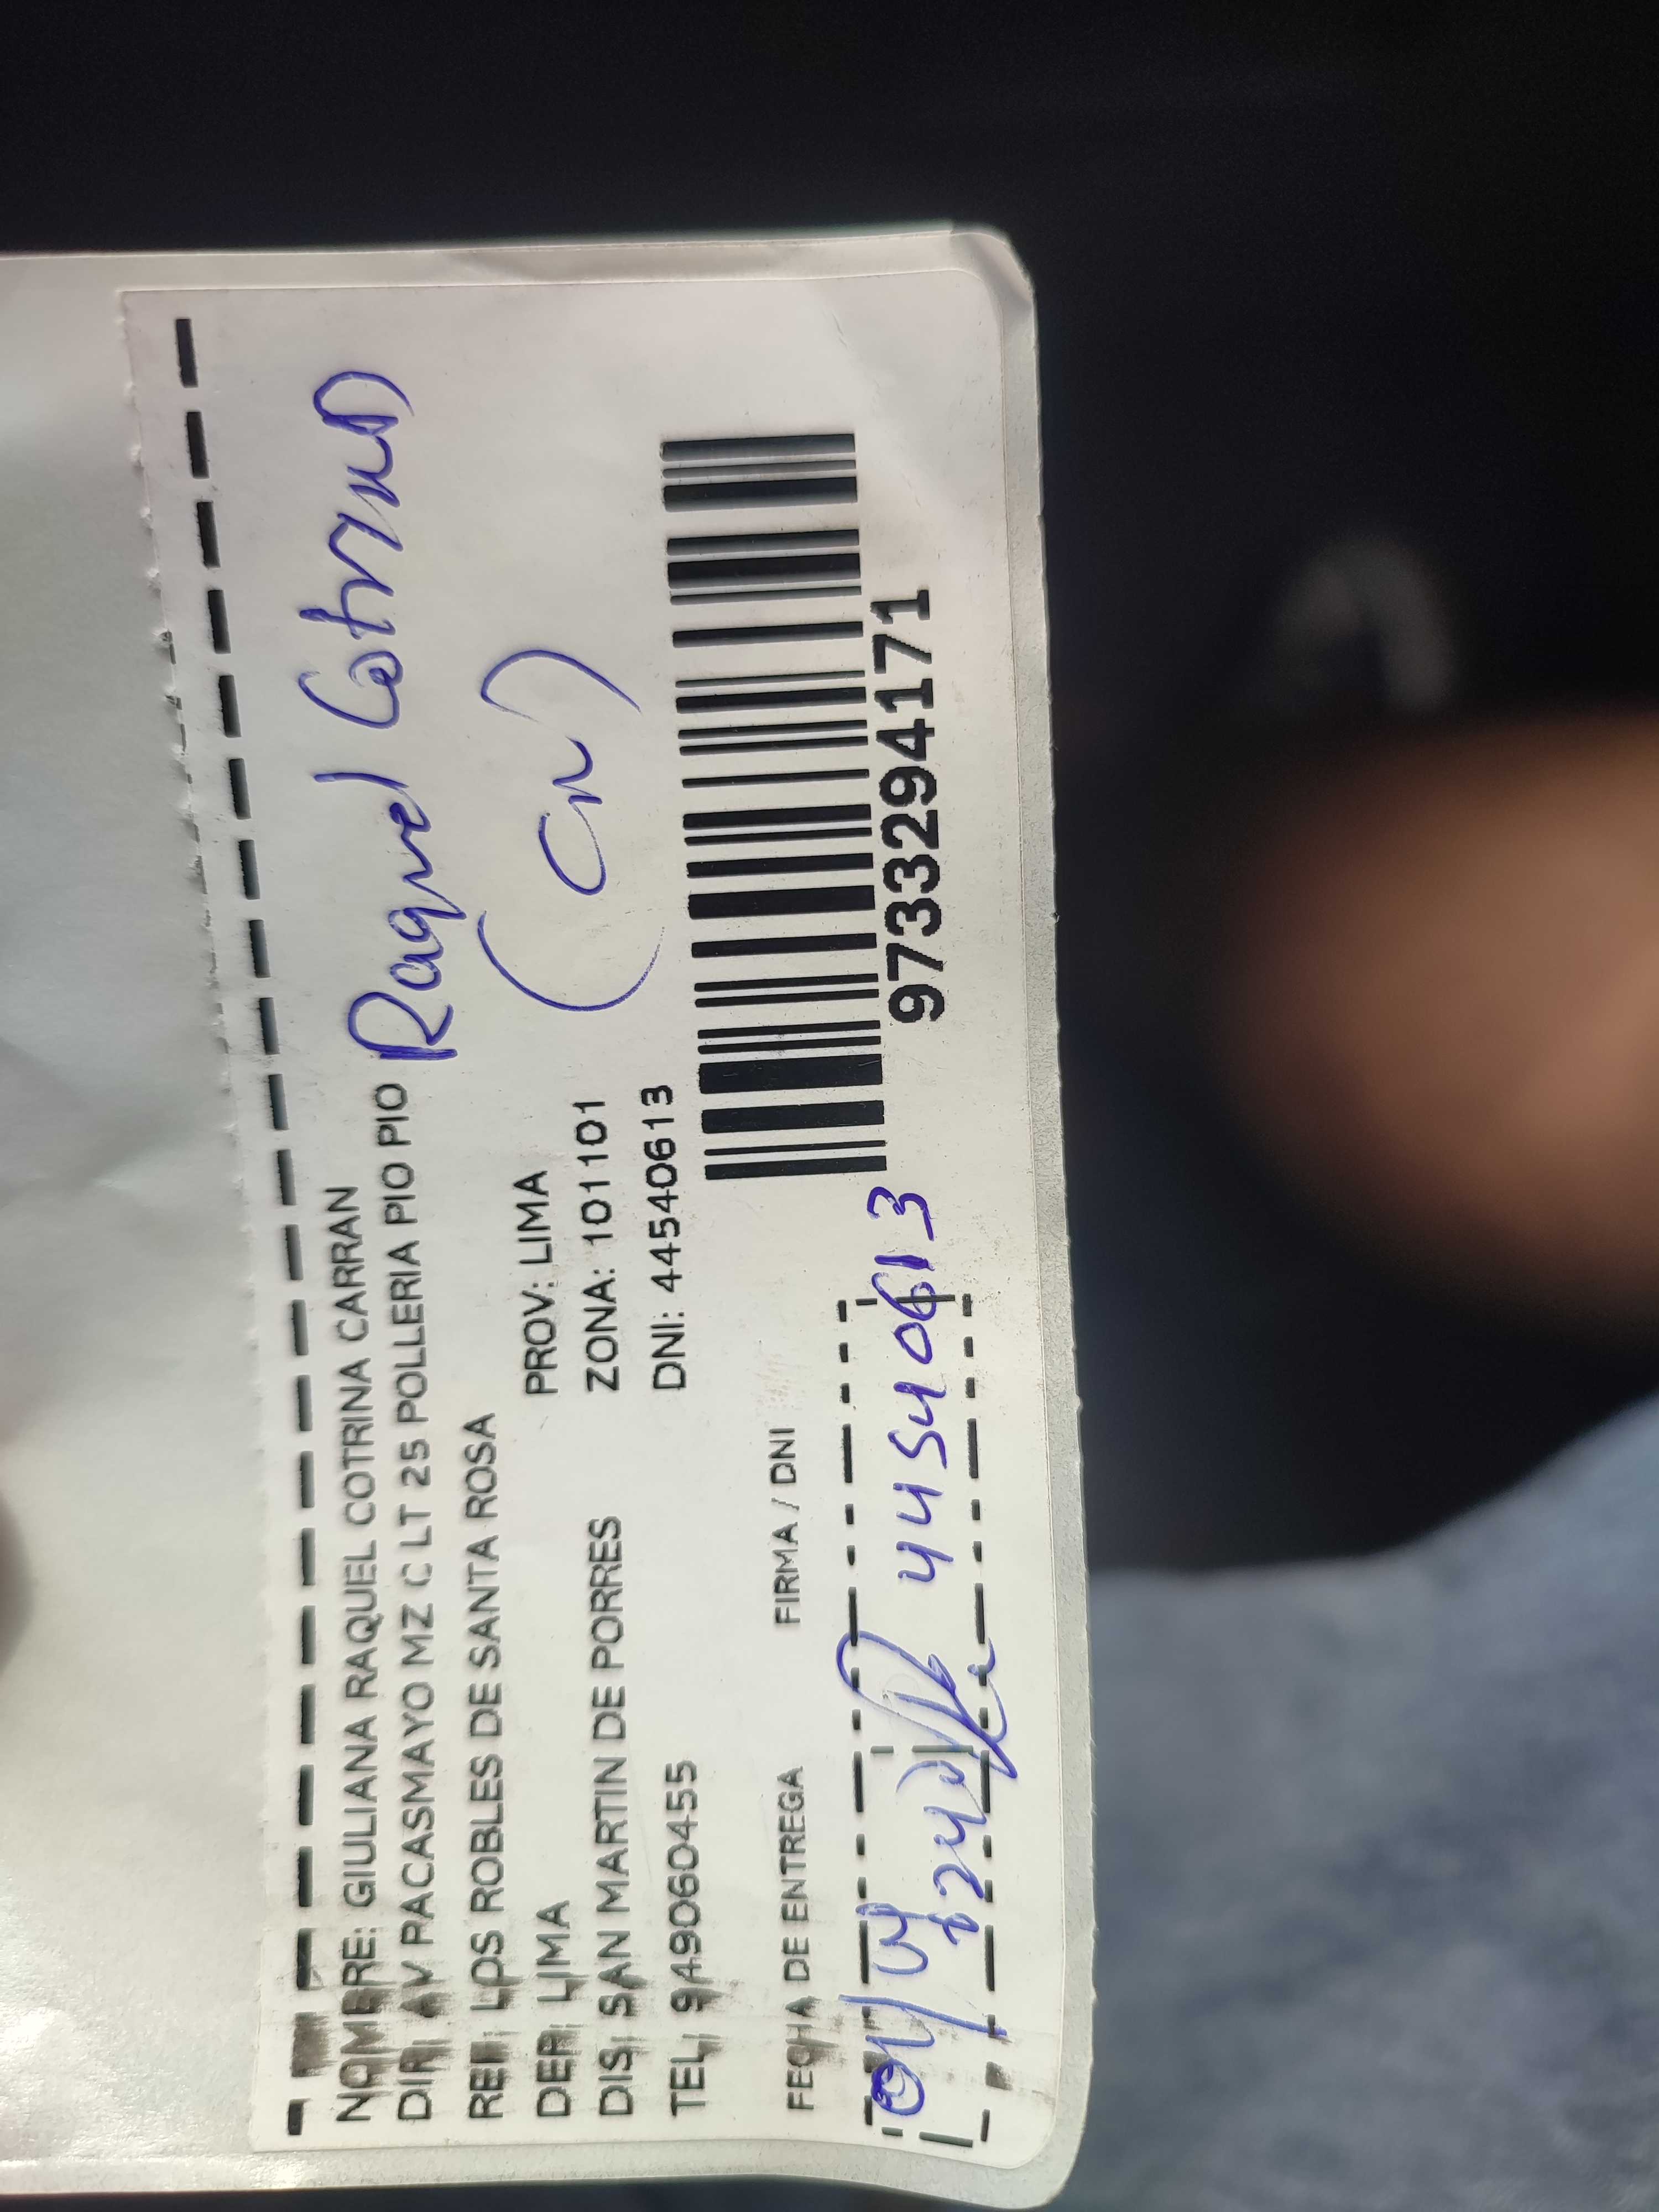 NOMBRE: GIULIANA RAQUEL COTRINA CARRAN
DIR: AV PACASMAYO MZ C LT 25 POLLERIA PIO PIO
Raquel Cotrina
REF: LOS ROBLES DE SANTA ROSA
DEP: LIMA PROV: LIMA
(CN)
DIS: SAN MARTIN DE PORRES ZONA: 101101
TEL: 949060455 DNI: 44540613
FECHA DE ENTREGA FIRMA / DNI
44540613
9733294171